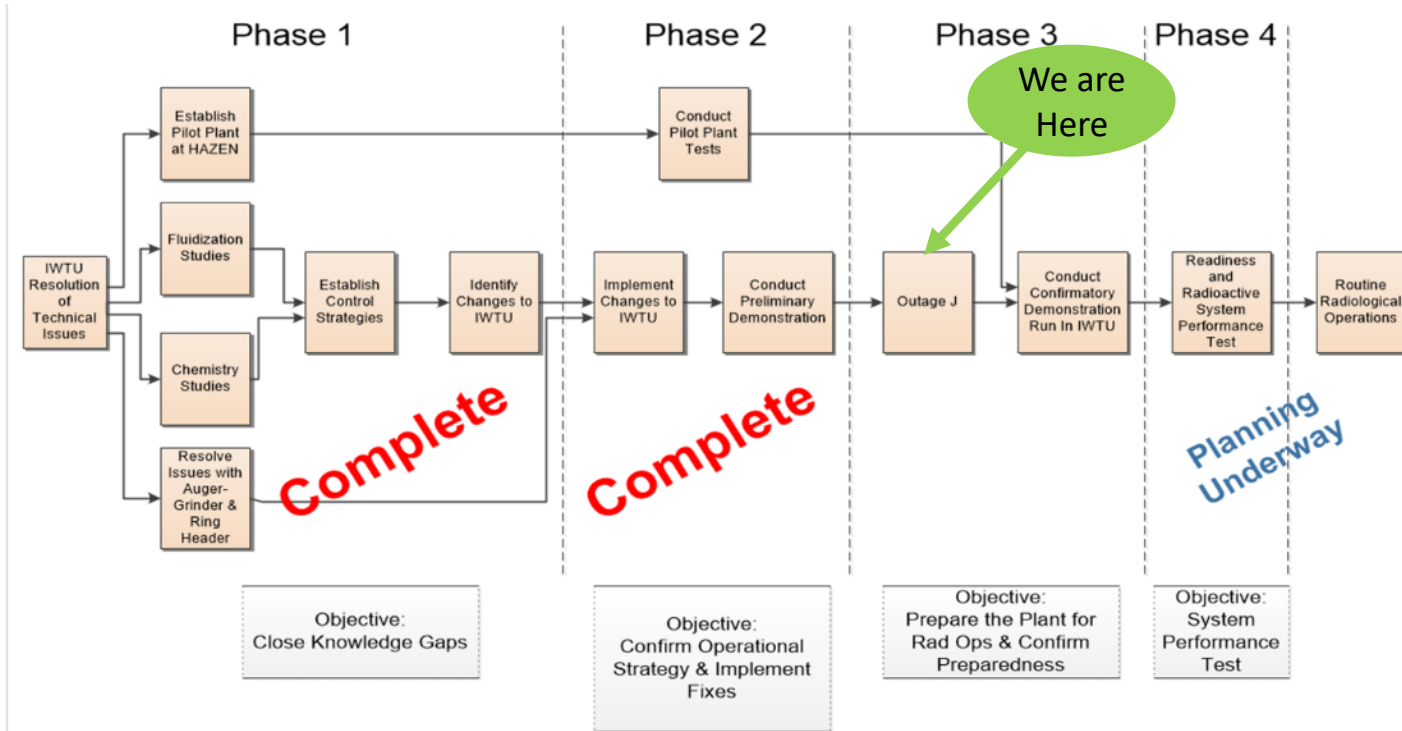 Phase 1
Phase 2
Phase 3
Phase 4
We are
Here
Establish
Pilot Plant
at HAZEN
Conduct
Pilot Plant
Tests
Fluidization
Studies
IWTU
Resolution
of
Technical
Issues
Establish
Control
Strategies
Identify
Changes to
IWTU
Implement
Changes to
IWTU
Conduct
Preliminary
Demonstration
Outage J
Conduct
Confirmatory
Demonstration
Run In IWTU
Readiness
and
Radioactive
System
Performance
Test
Routine
Radiological
Operations
Chemistry
Studies
Resolve
Issues with
Auger-
Grinder &
Ring
Header
Complete
Complete
Planning
Underway
Objective:
Close Knowledge Gaps
Objective:
Confirm Operational
Strategy & Implement
Fixes
Objective:
Prepare the Plant for
Rad Ops & Confirm
Preparedness
Objective:
System
Performance
Test